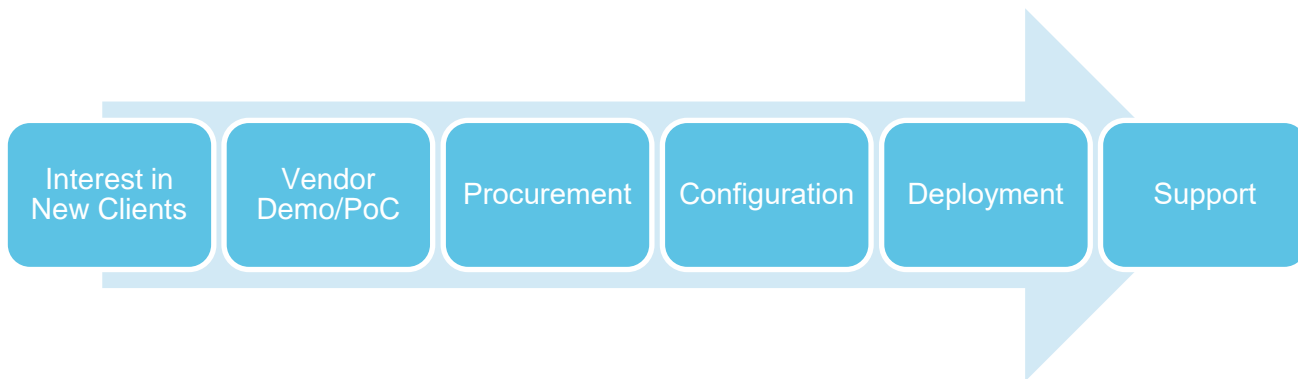 Interest in
New Clients
Vendor
Demo/PoC
Procurement
Configuration
Deployment
Support